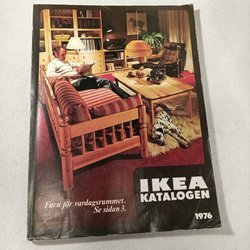 Furu för vardagsrummet.
Se sidan 3.
IKEA
KATALOGEN
1976